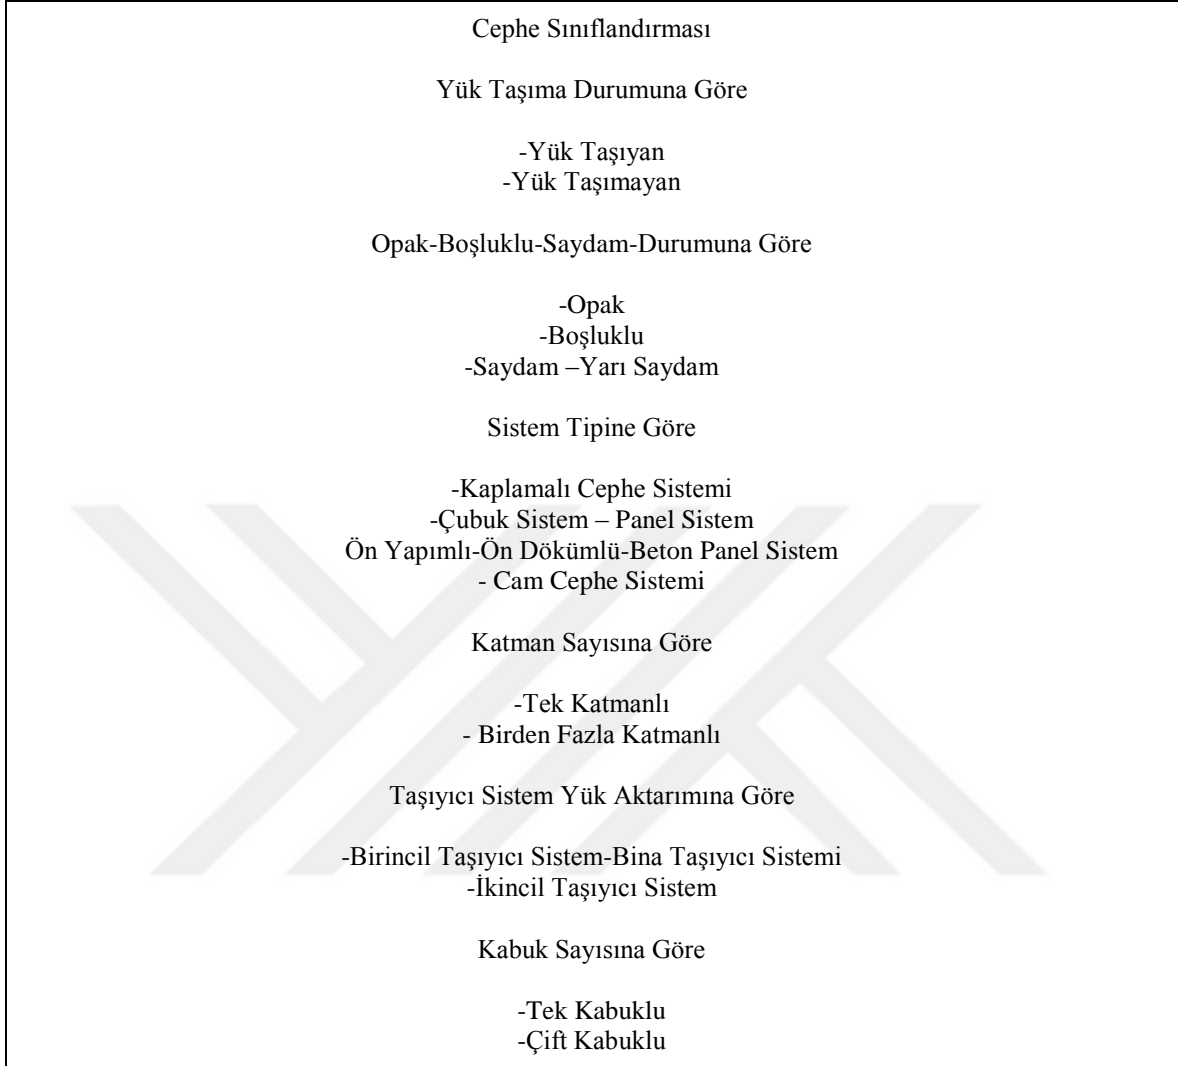 Cephe Sınıflandırması
Yük Taşıma Durumuna Göre
-Yük Taşıyan
-Yük Taşımayan
Opak-Boşluklu-Saydam-Durumuna Göre
-Opak
-Boşluklu
-Saydam –Yarı Saydam
Sistem Tipine Göre
-Kaplamalı Cephe Sistemi
-Çubuk Sistem – Panel Sistem
Ön Yapımlı-Ön Dökümlü-Beton Panel Sistem
- Cam Cephe Sistemi
Katman Sayısına Göre
-Tek Katmanlı
- Birden Fazla Katmanlı
Taşıyıcı Sistem Yük Aktarımına Göre
-Birincil Taşıyıcı Sistem-Bina Taşıyıcı Sistemi
-İkincil Taşıyıcı Sistem
Kabuk Sayısına Göre
-Tek Kabuklu
-Çift Kabuklu